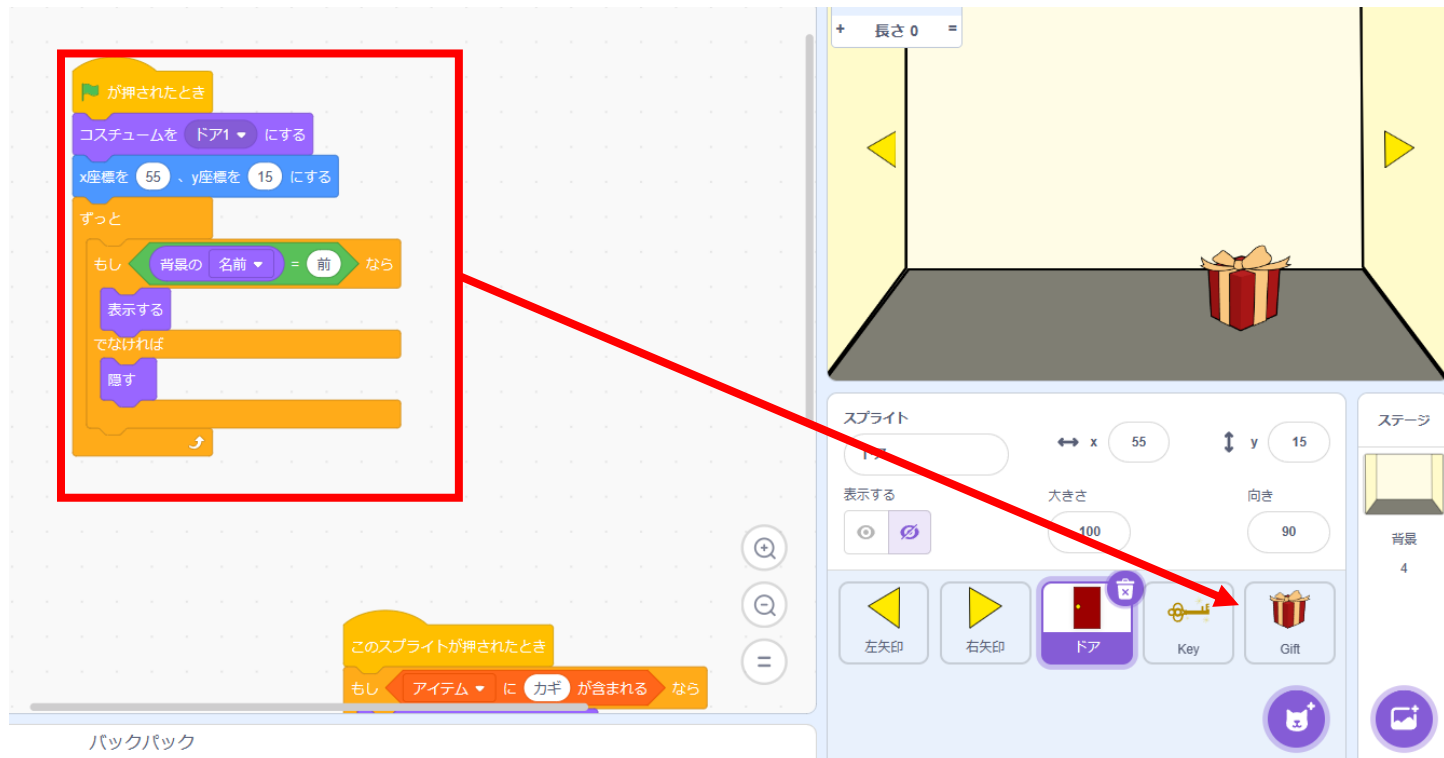 が押されたとき
コスチュームを ドア1 にする
x座標を 55 、y座標を 15 にする
ずっと
もし 背景の 名前 = 前 なら
表示する
でなければ
隠す
このスプライトが押されたとき
もし アイテム に カギ が含まれる なら
バックパック
+ 長さ 0 =
スプライト
x 55 y 15
表示する 大きさ 向き
100 90
左矢印 右矢印 ドア Key Gift
ステージ
背景
4